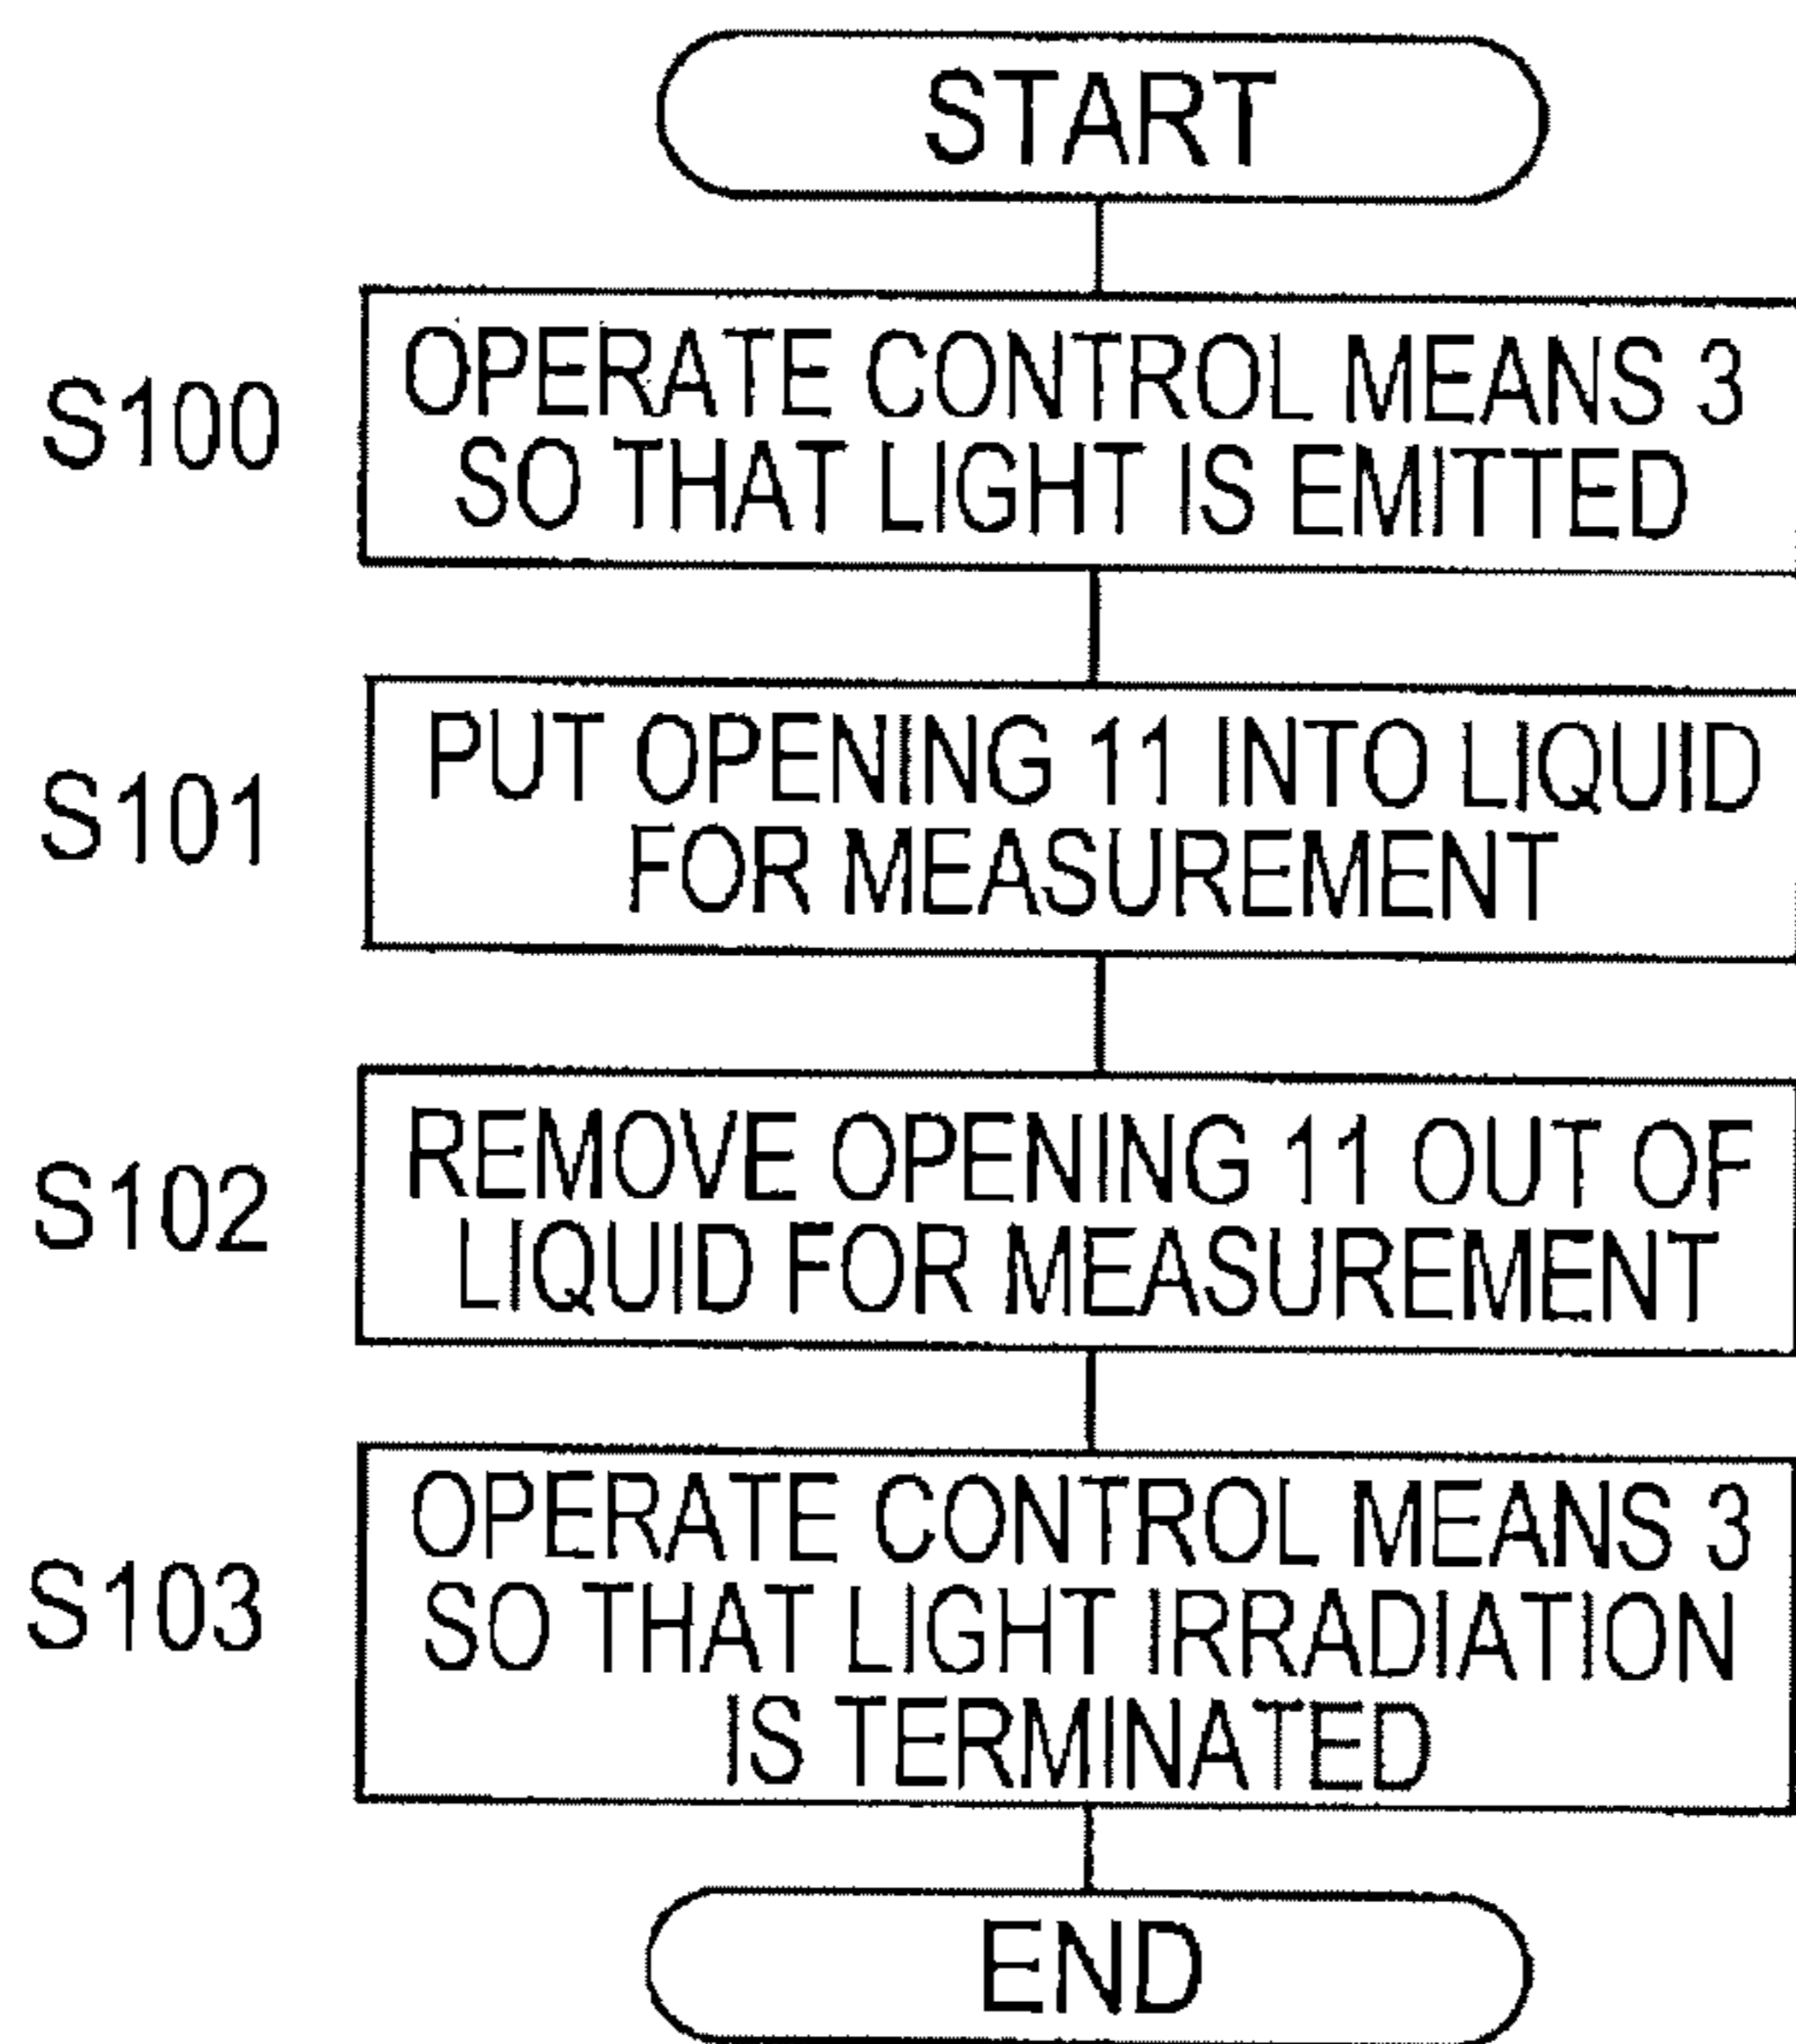 START
S100
OPERATE CONTROL MEANS 3
SO THAT LIGHT IS EMITTED
S101
PUT OPENING 11 INTO LIQUID
FOR MEASUREMENT
S102
REMOVE OPENING 11 OUT OF
LIQUID FOR MEASUREMENT
S103
OPERATE CONTROL MEANS 3
SO THAT LIGHT IRRADIATION
IS TERMINATED
END